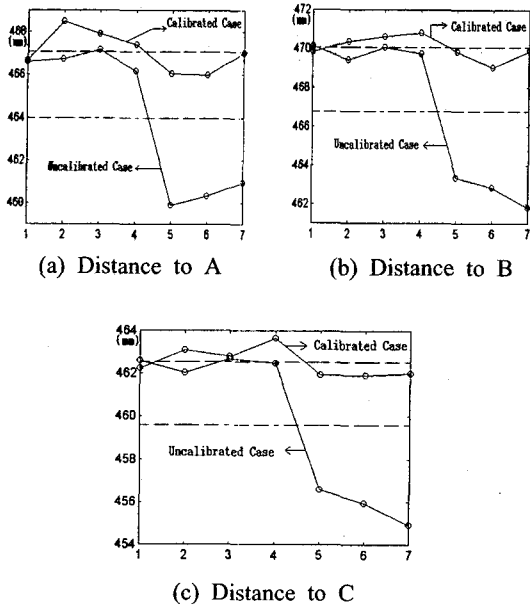 468
(mm)
466
464
462
460
Calibrated Case
Uncalibrated Case
1 2 3 4 5 6 7
(a) Distance to A
472
(mm)
470
468
466
464
462
Calibrated Case
Uncalibrated Case
1 2 3 4 5 6 7
(b) Distance to B
464
(mm)
462
460
458
456
454
Calibrated Case
Uncalibrated Case
1 2 3 4 5 6 7
(c) Distance to C